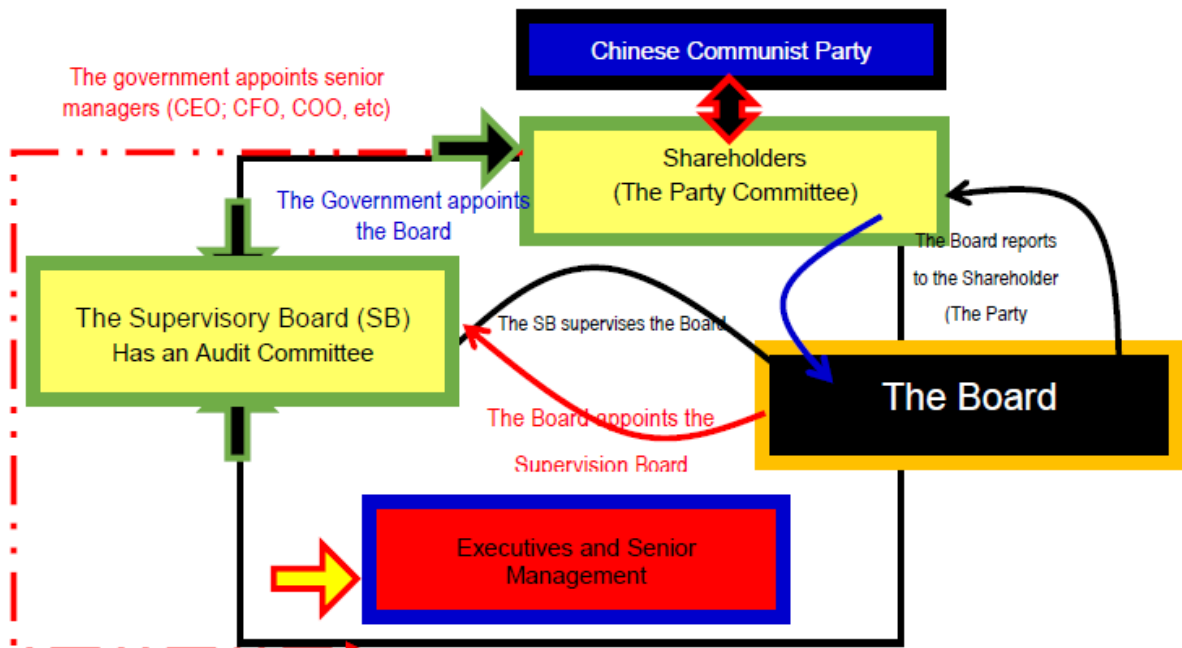 Chinese Communist Party
The government appoints senior
managers (CEO; CFO, COO, etc)
Shareholders
(The Party Committee)
The Government appoints
the Board
The Board reports
to the Shareholder
(The Party
The Supervisory Board (SB)
Has an Audit Committee
The SB supervises the Board
The Board
The Board appoints the
Supervision Board
Executives and Senior
Management